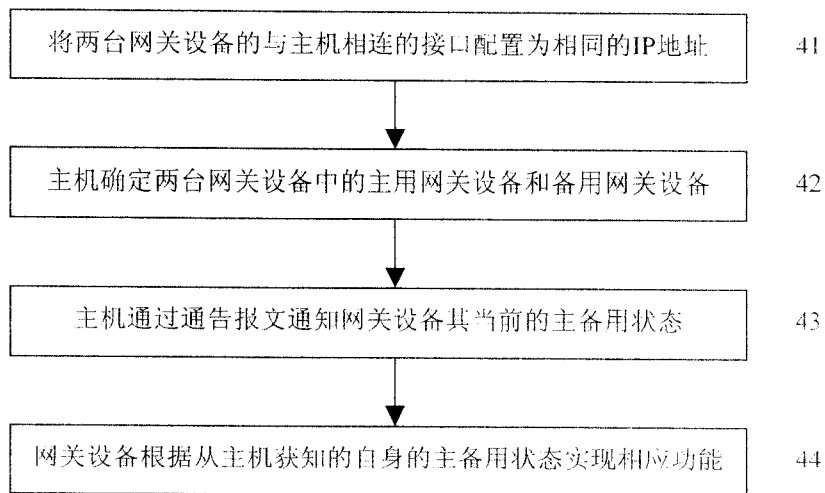 将两台网关设备的与主机相连的接口配置为相同的IP地址 41
主机确定两台网关设备中的主用网关设备和备用网关设备 42
主机通过通告报文通知网关设备其当前的主备用状态 43
网关设备根据从主机获知的自身的主备用状态实现相应功能 44